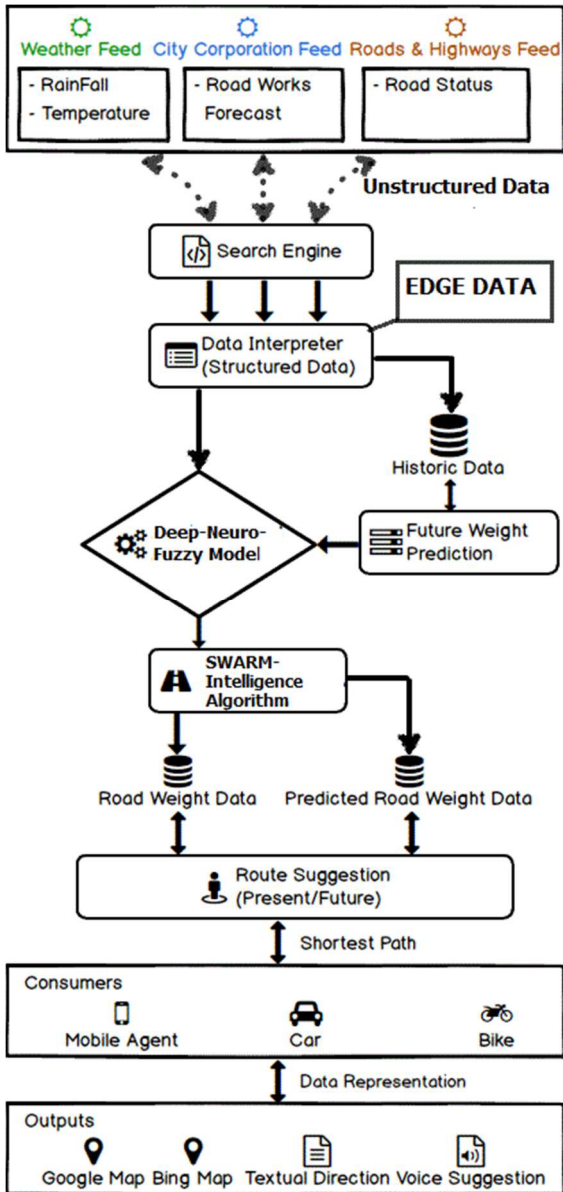 Weather Feed City Corporation Feed Roads & Highways Feed
- RainFall
- Temperature
- Road Works
Forecast
- Road Status
Unstructured Data
Search Engine
EDGE DATA
Data Interpreter
(Structured Data)
Historic Data
Deep-Neuro-
Fuzzy Model
Future Weight
Prediction
SWARM-
Intelligence
Algorithm
Road Weight Data
Predicted Road Weight Data
Route Suggestion
(Present/Future)
Shortest Path
Consumers
Mobile Agent Car Bike
Data Representation
Outputs
Google Map Bing Map Textual Direction Voice Suggestion